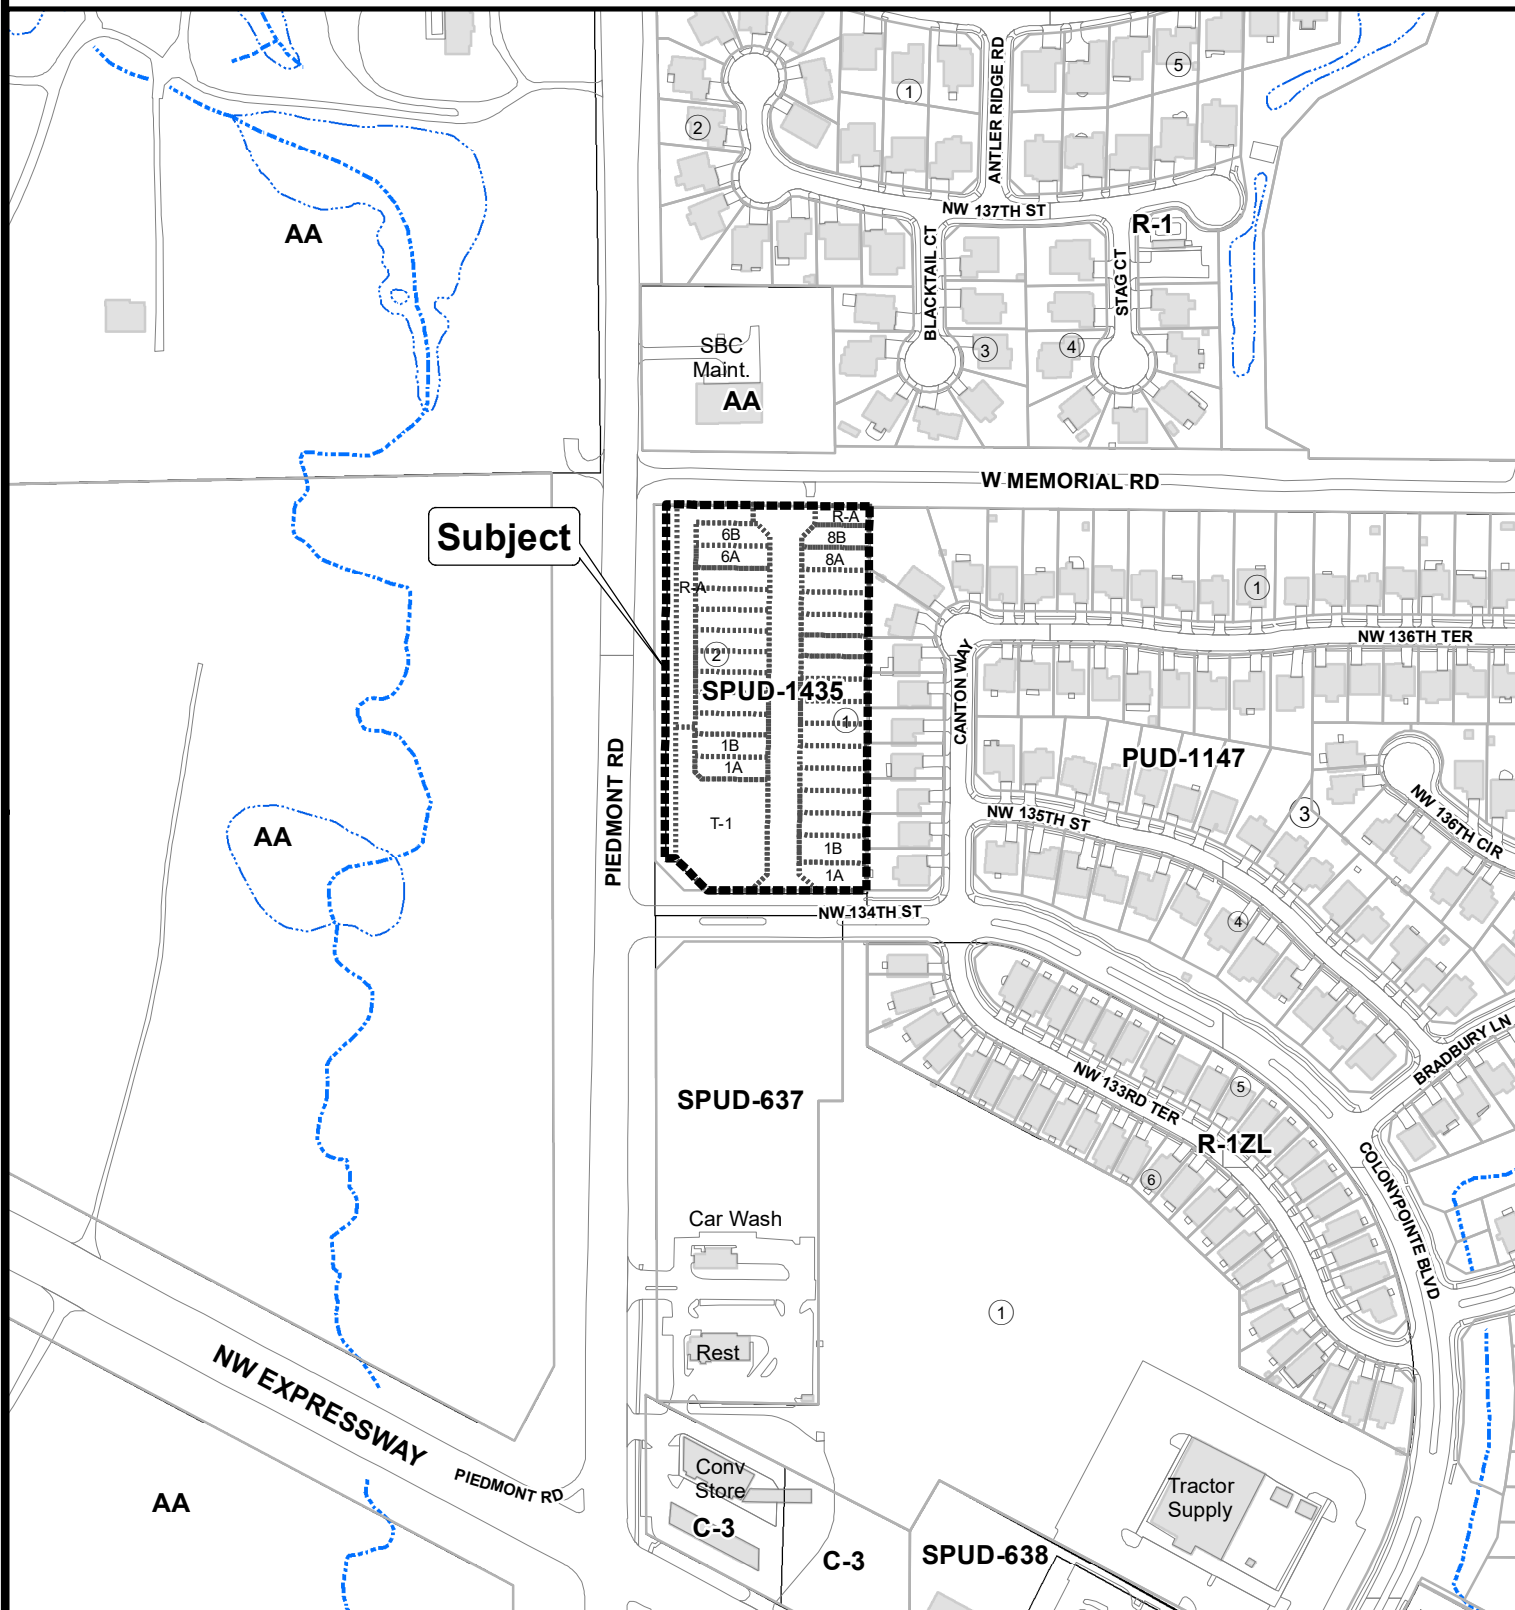 ANTLER RIDGE RD
1
5
2
NW 137TH ST
R-1
AA
BLACKTAIL CT
STAG CT
SBC
Maint.
AA
3
4
W MEMORIAL RD
Subject
R-A
6B
8B
6A
8A
R-A
1
2
NW 136TH TER
CANTON WAY
SPUD-1435
1
1B
1A
PIEDMONT RD
PUD-1147
T-1
NW 135TH ST
3
NW 136TH CIR
AA
1B
1A
NW 134TH ST
4
SPUD-637
NW 133RD TER
5
BRADBURY LN
R-1ZL
6
COLONYPOINTE BLVD
Car Wash
1
Rest
NW EXPRESSWAY
PIEDMONT RD
Conv
Store
C-3
Tractor
Supply
AA
C-3
SPUD-638